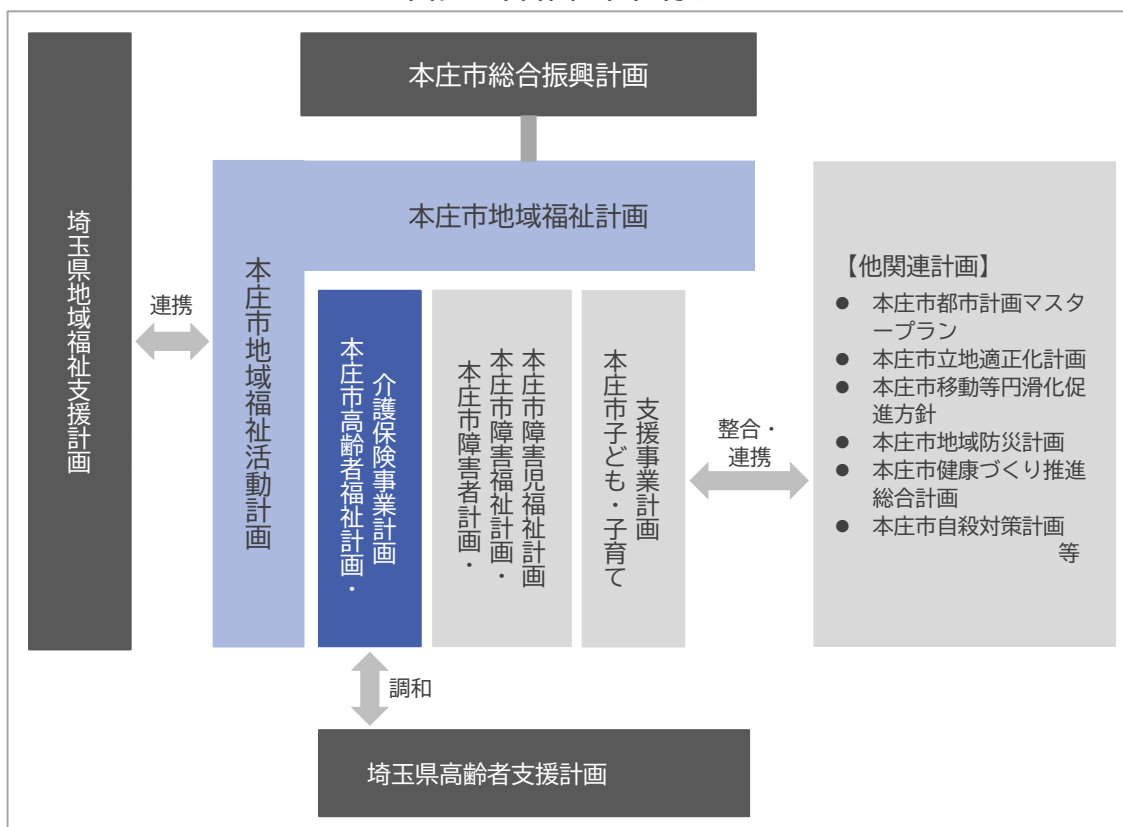 本庄市総合振興計画
埼玉県地域福祉支援計画
連携
本庄市地域福祉計画
本庄市地域福祉活動計画
介護保険事業計画
本庄市高齢者福祉計画・
本庄市障害児福祉計画
本庄市障害福祉計画・
本庄市障害者計画・
支援事業計画
本庄市子ども・子育て
整合・
連携
【他関連計画】
● 本庄市都市計画マスタ
ープラン
● 本庄市立地適正化計画
● 本庄市移動等円滑化促
進方針
● 本庄市地域防災計画
● 本庄市健康づくり推進
総合計画
● 本庄市自殺対策計画
等
調和
埼玉県高齢者支援計画